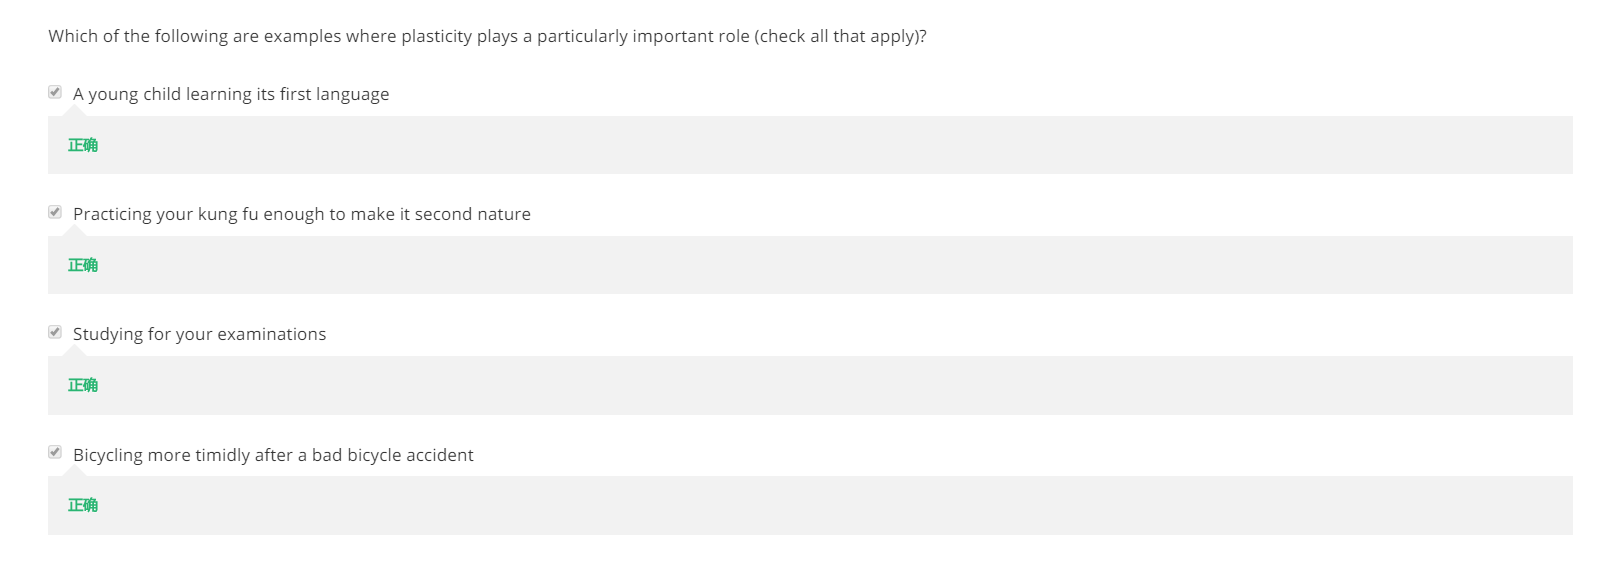 Which of the following are examples where plasticity plays a particularly important role (check all that apply)?
A young child learning its first language
正确
Practicing your kung fu enough to make it second nature
正确
Studying for your examinations
正确
Bicycling more timidly after a bad bicycle accident
正确